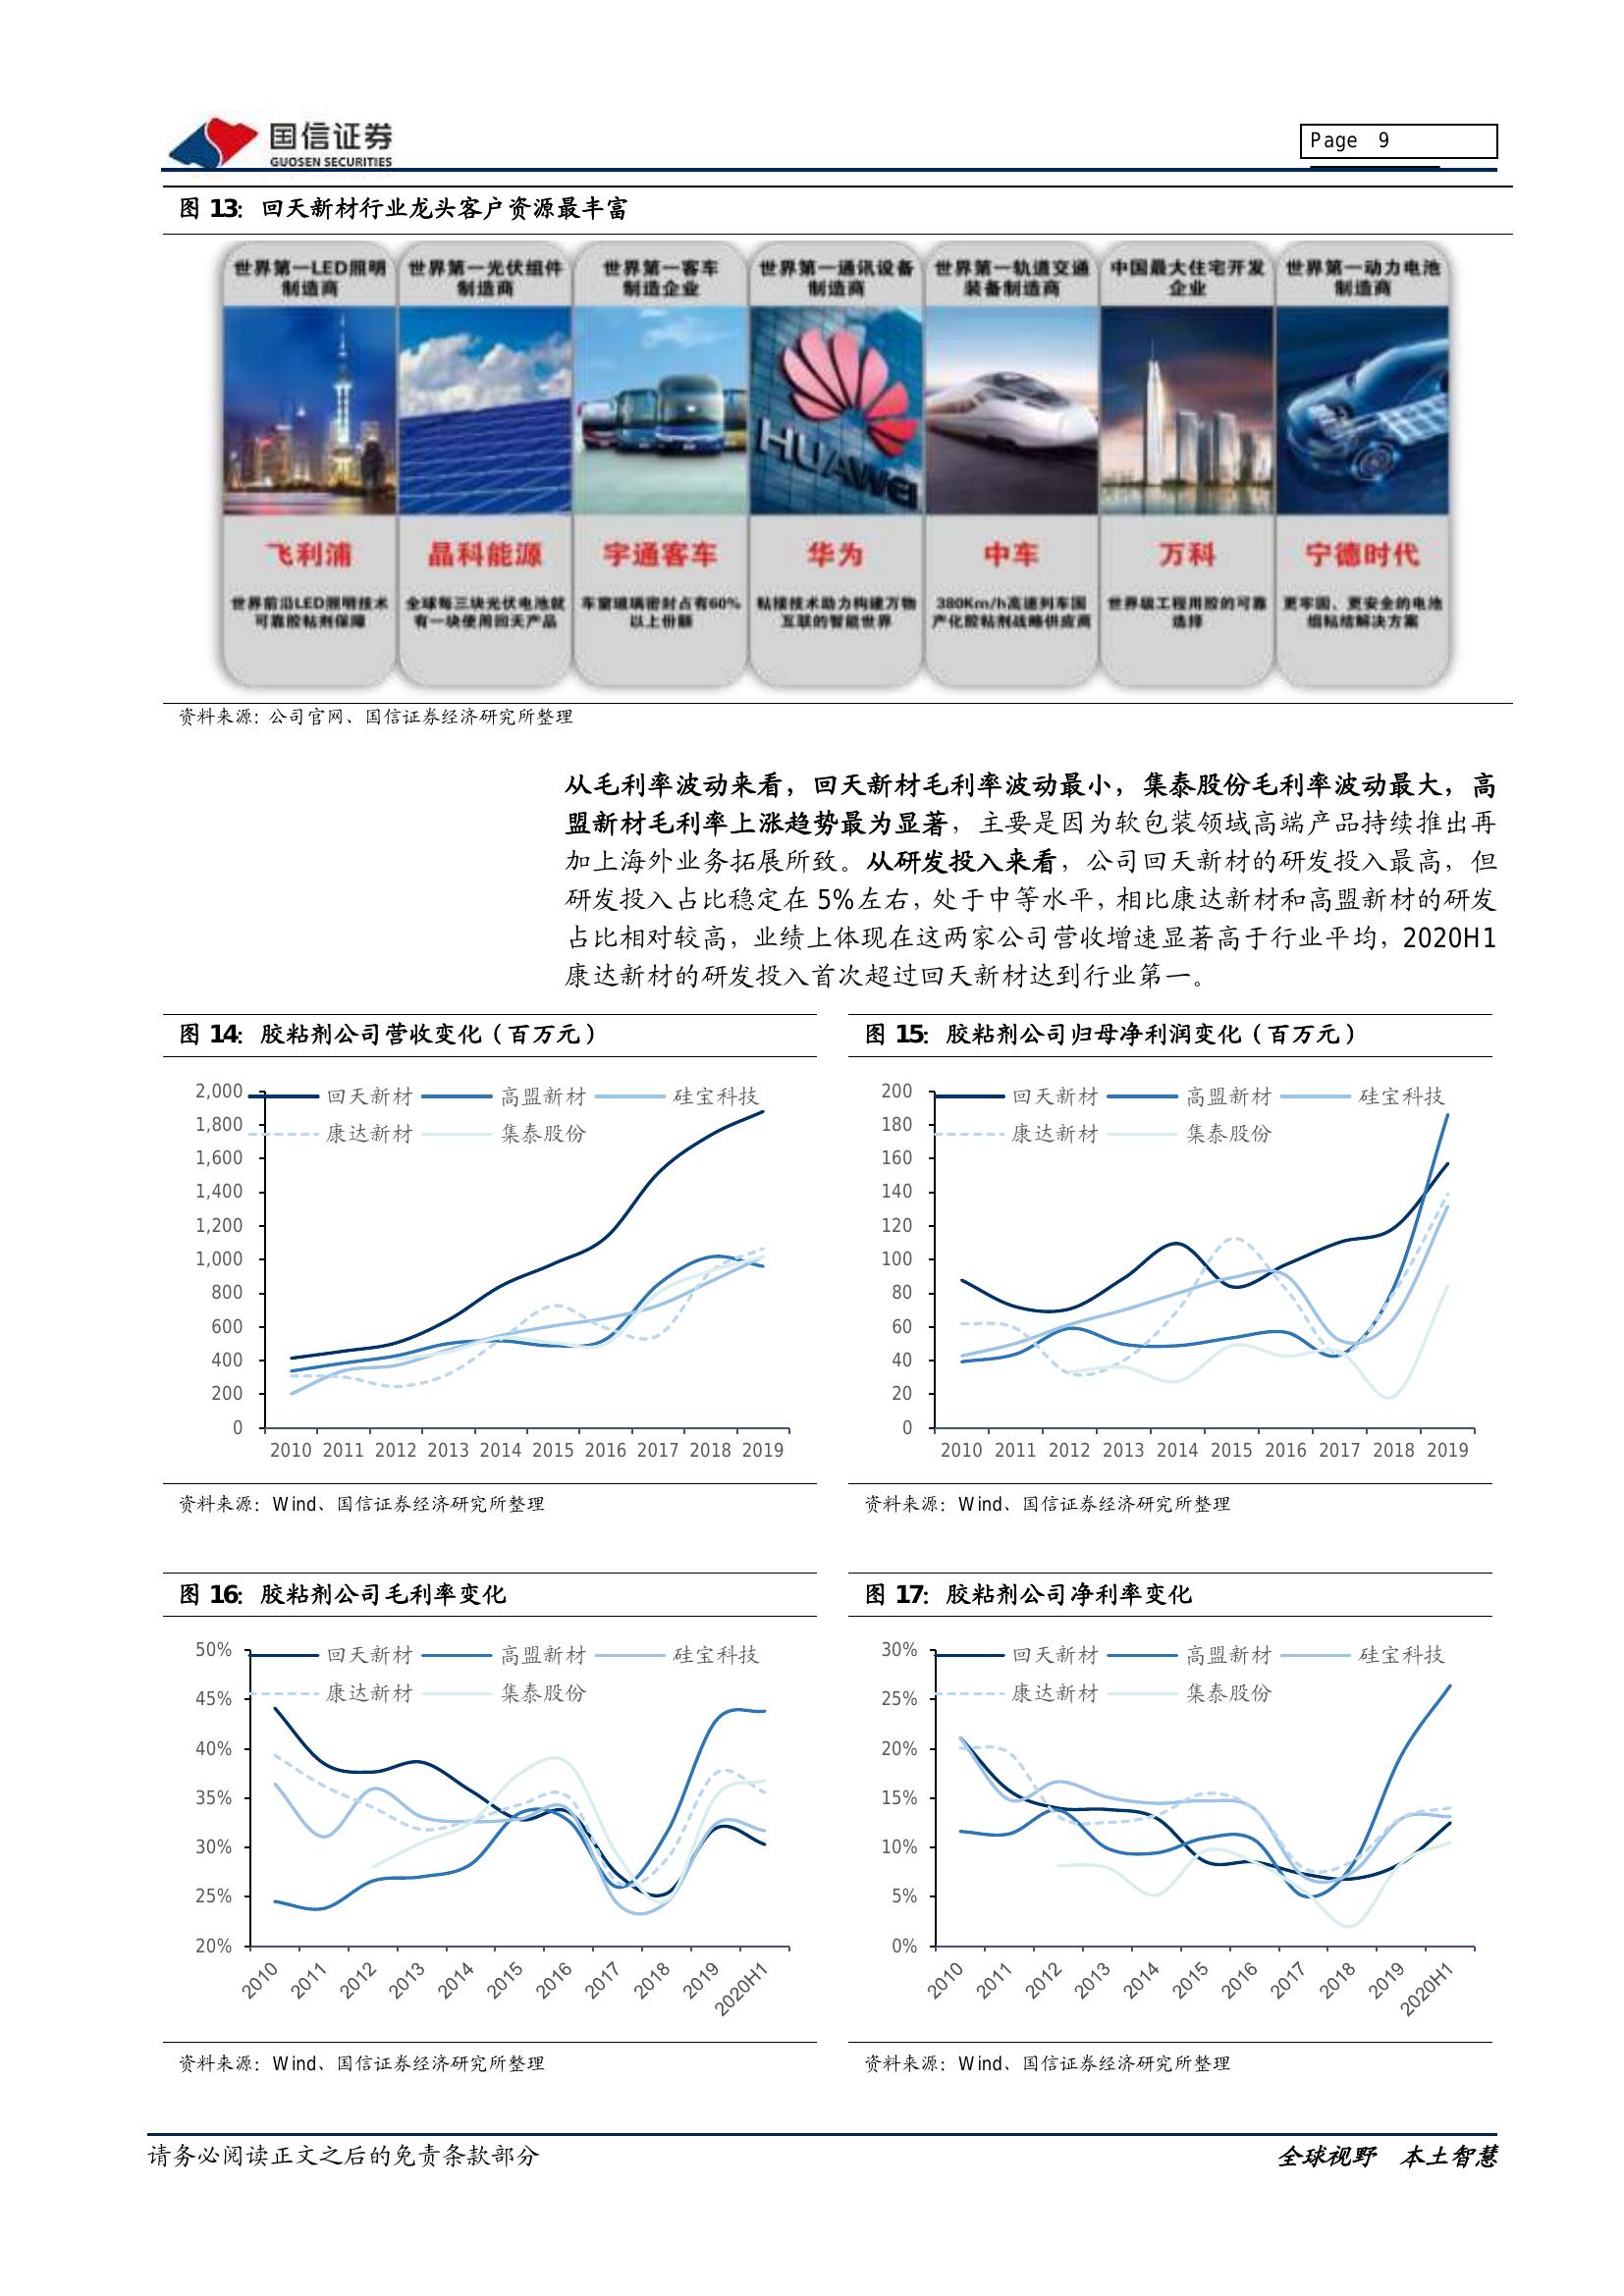 国信证券
GUOSEN SECURITIES
Page 9
图 13: 回天新材行业龙头客户资源最丰富
世界第一LED照明
制造商
世界第一光伏组件
制造商
世界第一客车
制造企业
世界第一通讯设备
制造商
世界第一轨道交通
装备制造商
中国最大住宅开发
企业
世界第一动力电池
制造商
HUAWEI
飞利浦
晶科能源
宇通客车
华为
中车
万科
宁德时代
世界前沿LED照明技术
可靠胶粘剂保障
全球每三块光伏电池就
有一块使用回天产品
车窗玻璃密封占有60%
以上份额
粘接技术助力构建万物
互联的智能世界
380Km/h高速列车国
产化胶粘剂战略供应商
世界级工程用胶的可靠
选择
更牢固、更安全的电池
组粘结解决方案
资料来源：公司官网、国信证券经济研究所整理
从毛利率波动来看，回天新材毛利率波动最小，集泰股份毛利率波动最大，高
盟新材毛利率上涨趋势最为显著，主要是因为软包装领域高端产品持续推出再
加上海外业务拓展所致。从研发投入来看，公司回天新材的研发投入最高，但
研发投入占比稳定在 5%左右，处于中等水平，相比康达新材和高盟新材的研发
占比相对较高，业绩上体现在这两家公司营收增速显著高于行业平均，2020H1
康达新材的研发投入首次超过回天新材达到行业第一。
图 14: 胶粘剂公司营收变化（百万元）
回天新材 高盟新材 硅宝科技
康达新材 集泰股份
2,000
1,800
1,600
1,400
1,200
1,000
800
600
400
200
0
2010 2011 2012 2013 2014 2015 2016 2017 2018 2019
资料来源：Wind、国信证券经济研究所整理
图 15: 胶粘剂公司归母净利润变化（百万元）
回天新材 高盟新材 硅宝科技
康达新材 集泰股份
200
180
160
140
120
100
80
60
40
20
0
2010 2011 2012 2013 2014 2015 2016 2017 2018 2019
资料来源：Wind、国信证券经济研究所整理
图 16: 胶粘剂公司毛利率变化
回天新材 高盟新材 硅宝科技
康达新材 集泰股份
50%
45%
40%
35%
30%
25%
20%
2010 2011 2012 2013 2014 2015 2016 2017 2018 2019 2020H1
资料来源：Wind、国信证券经济研究所整理
图 17: 胶粘剂公司净利率变化
回天新材 高盟新材 硅宝科技
康达新材 集泰股份
30%
25%
20%
15%
10%
5%
0%
2010 2011 2012 2013 2014 2015 2016 2017 2018 2019 2020H1
资料来源：Wind、国信证券经济研究所整理
请务必阅读正文之后的免责条款部分
全球视野 本土智慧